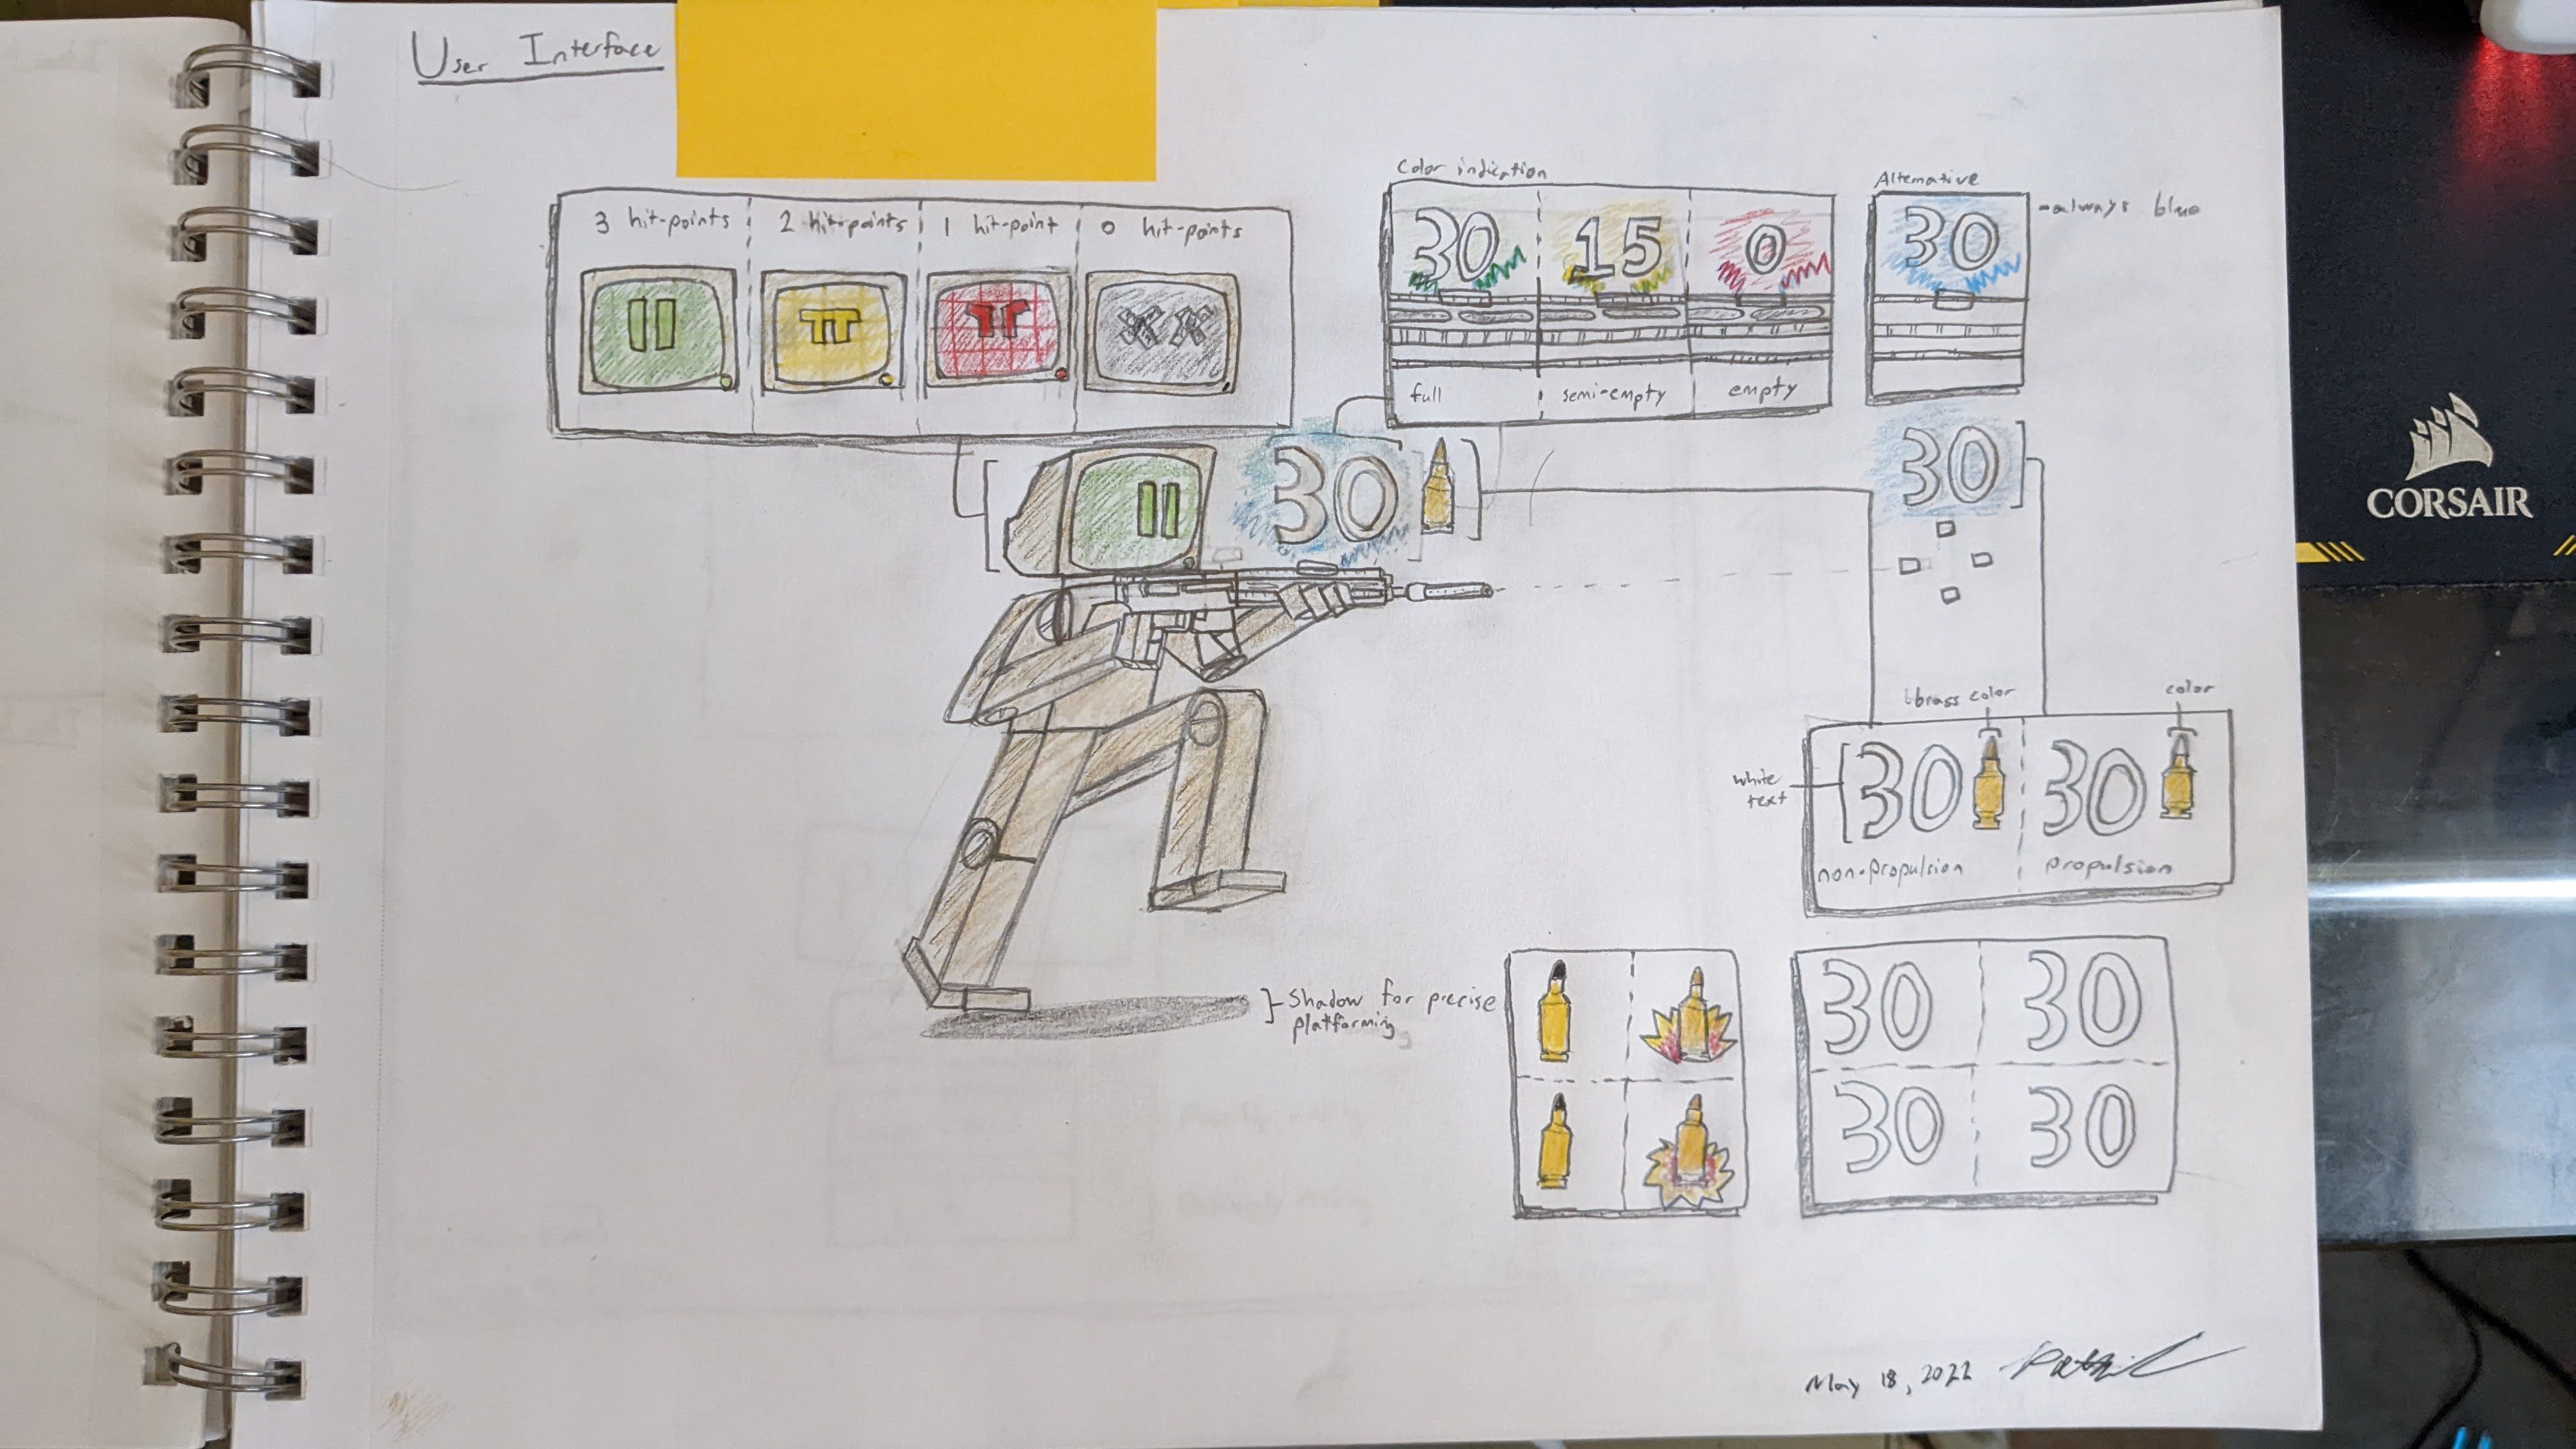 User Interface
3 hit-points
2 hit-points
1 hit-point
0 hit-points
Color indication
30
15
0
full
semi-empty
empty
Alternative
30
-always blue
30
30
brass color
color
white
text
30
30
non-propulsion
propulsion
Shadow for precise
platforming
30
30
30
30
May 18, 2022
CORSAIR